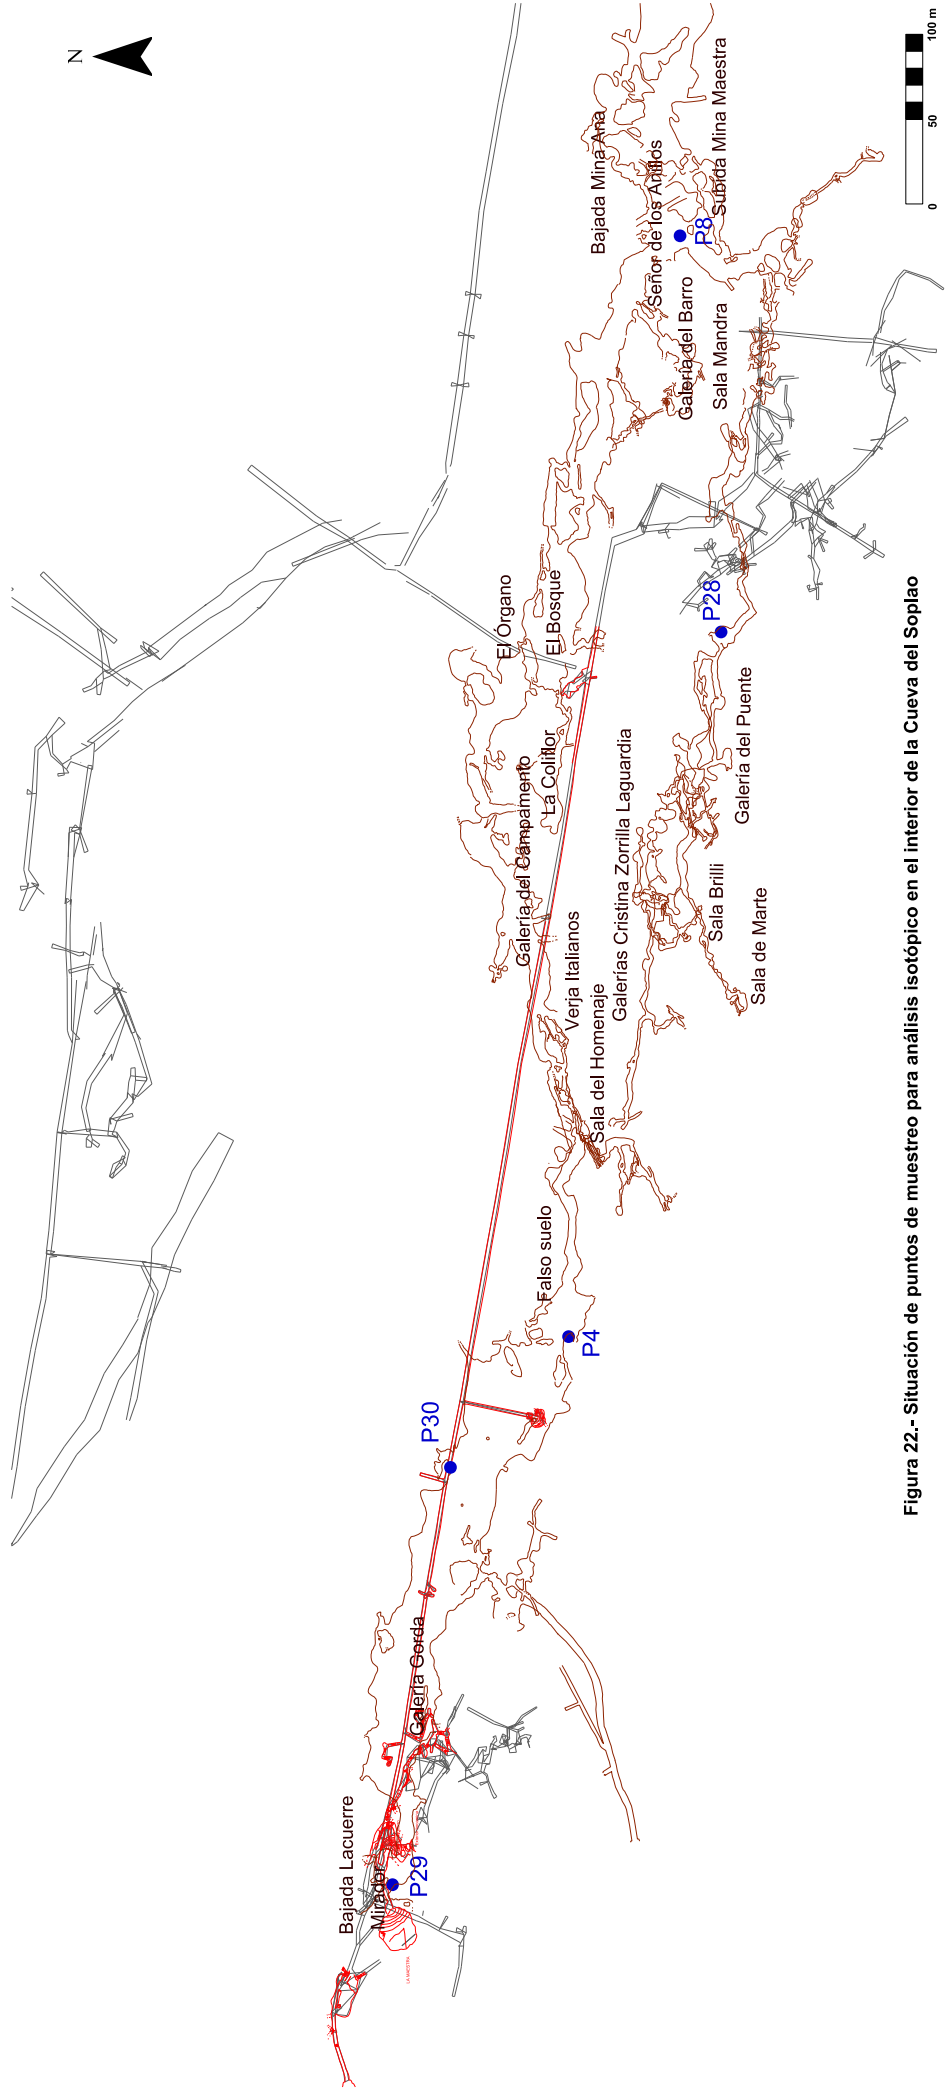 N
Bajada Lacuerre
Mirador
P29
LA MAESTRA
Galería Gorda
P30
P4
Falso suelo
Sala del Homenaje
Verja Italianos
Galerías Cristina Zorrilla Laguardia
Galería del Campamento
La Coliflor
El Órgano
El Bosque
Sala de Marte
Sala Brilli
Galería del Puente
P28
Sala Mandra
Galería del Barro
Señor de los Anillos
Bajada Mina Ana
P8
Subida Mina Maestra
0
50
100 m
Figura 22.- Situación de puntos de muestreo para análisis isotópico en el interior de la Cueva del Soplao